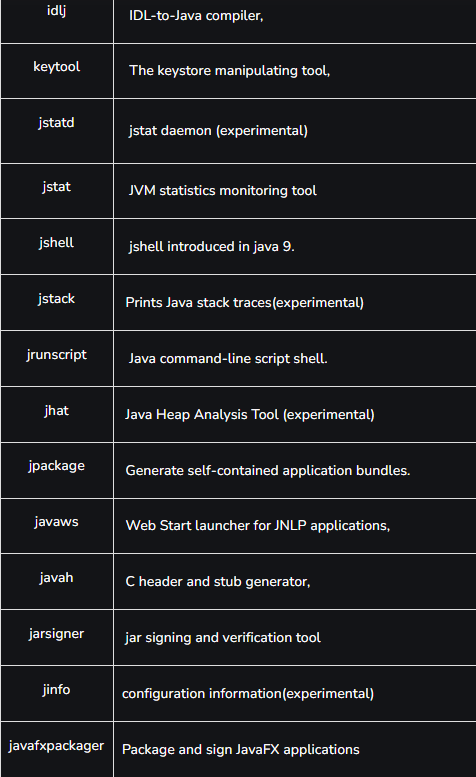 idlj IDL-to-Java compiler,
keytool The keystore manipulating tool,
jstatd jstat daemon (experimental)
jstat JVM statistics monitoring tool
jshell jshell introduced in java 9.
jstack Prints Java stack traces(experimental)
jrunscript Java command-line script shell.
jhat Java Heap Analysis Tool (experimental)
jpackage Generate self-contained application bundles.
javaws Web Start launcher for JNLP applications,
javah C header and stub generator,
jarsigner jar signing and verification tool
jinfo configuration information(experimental)
javafxpackager Package and sign JavaFX applications